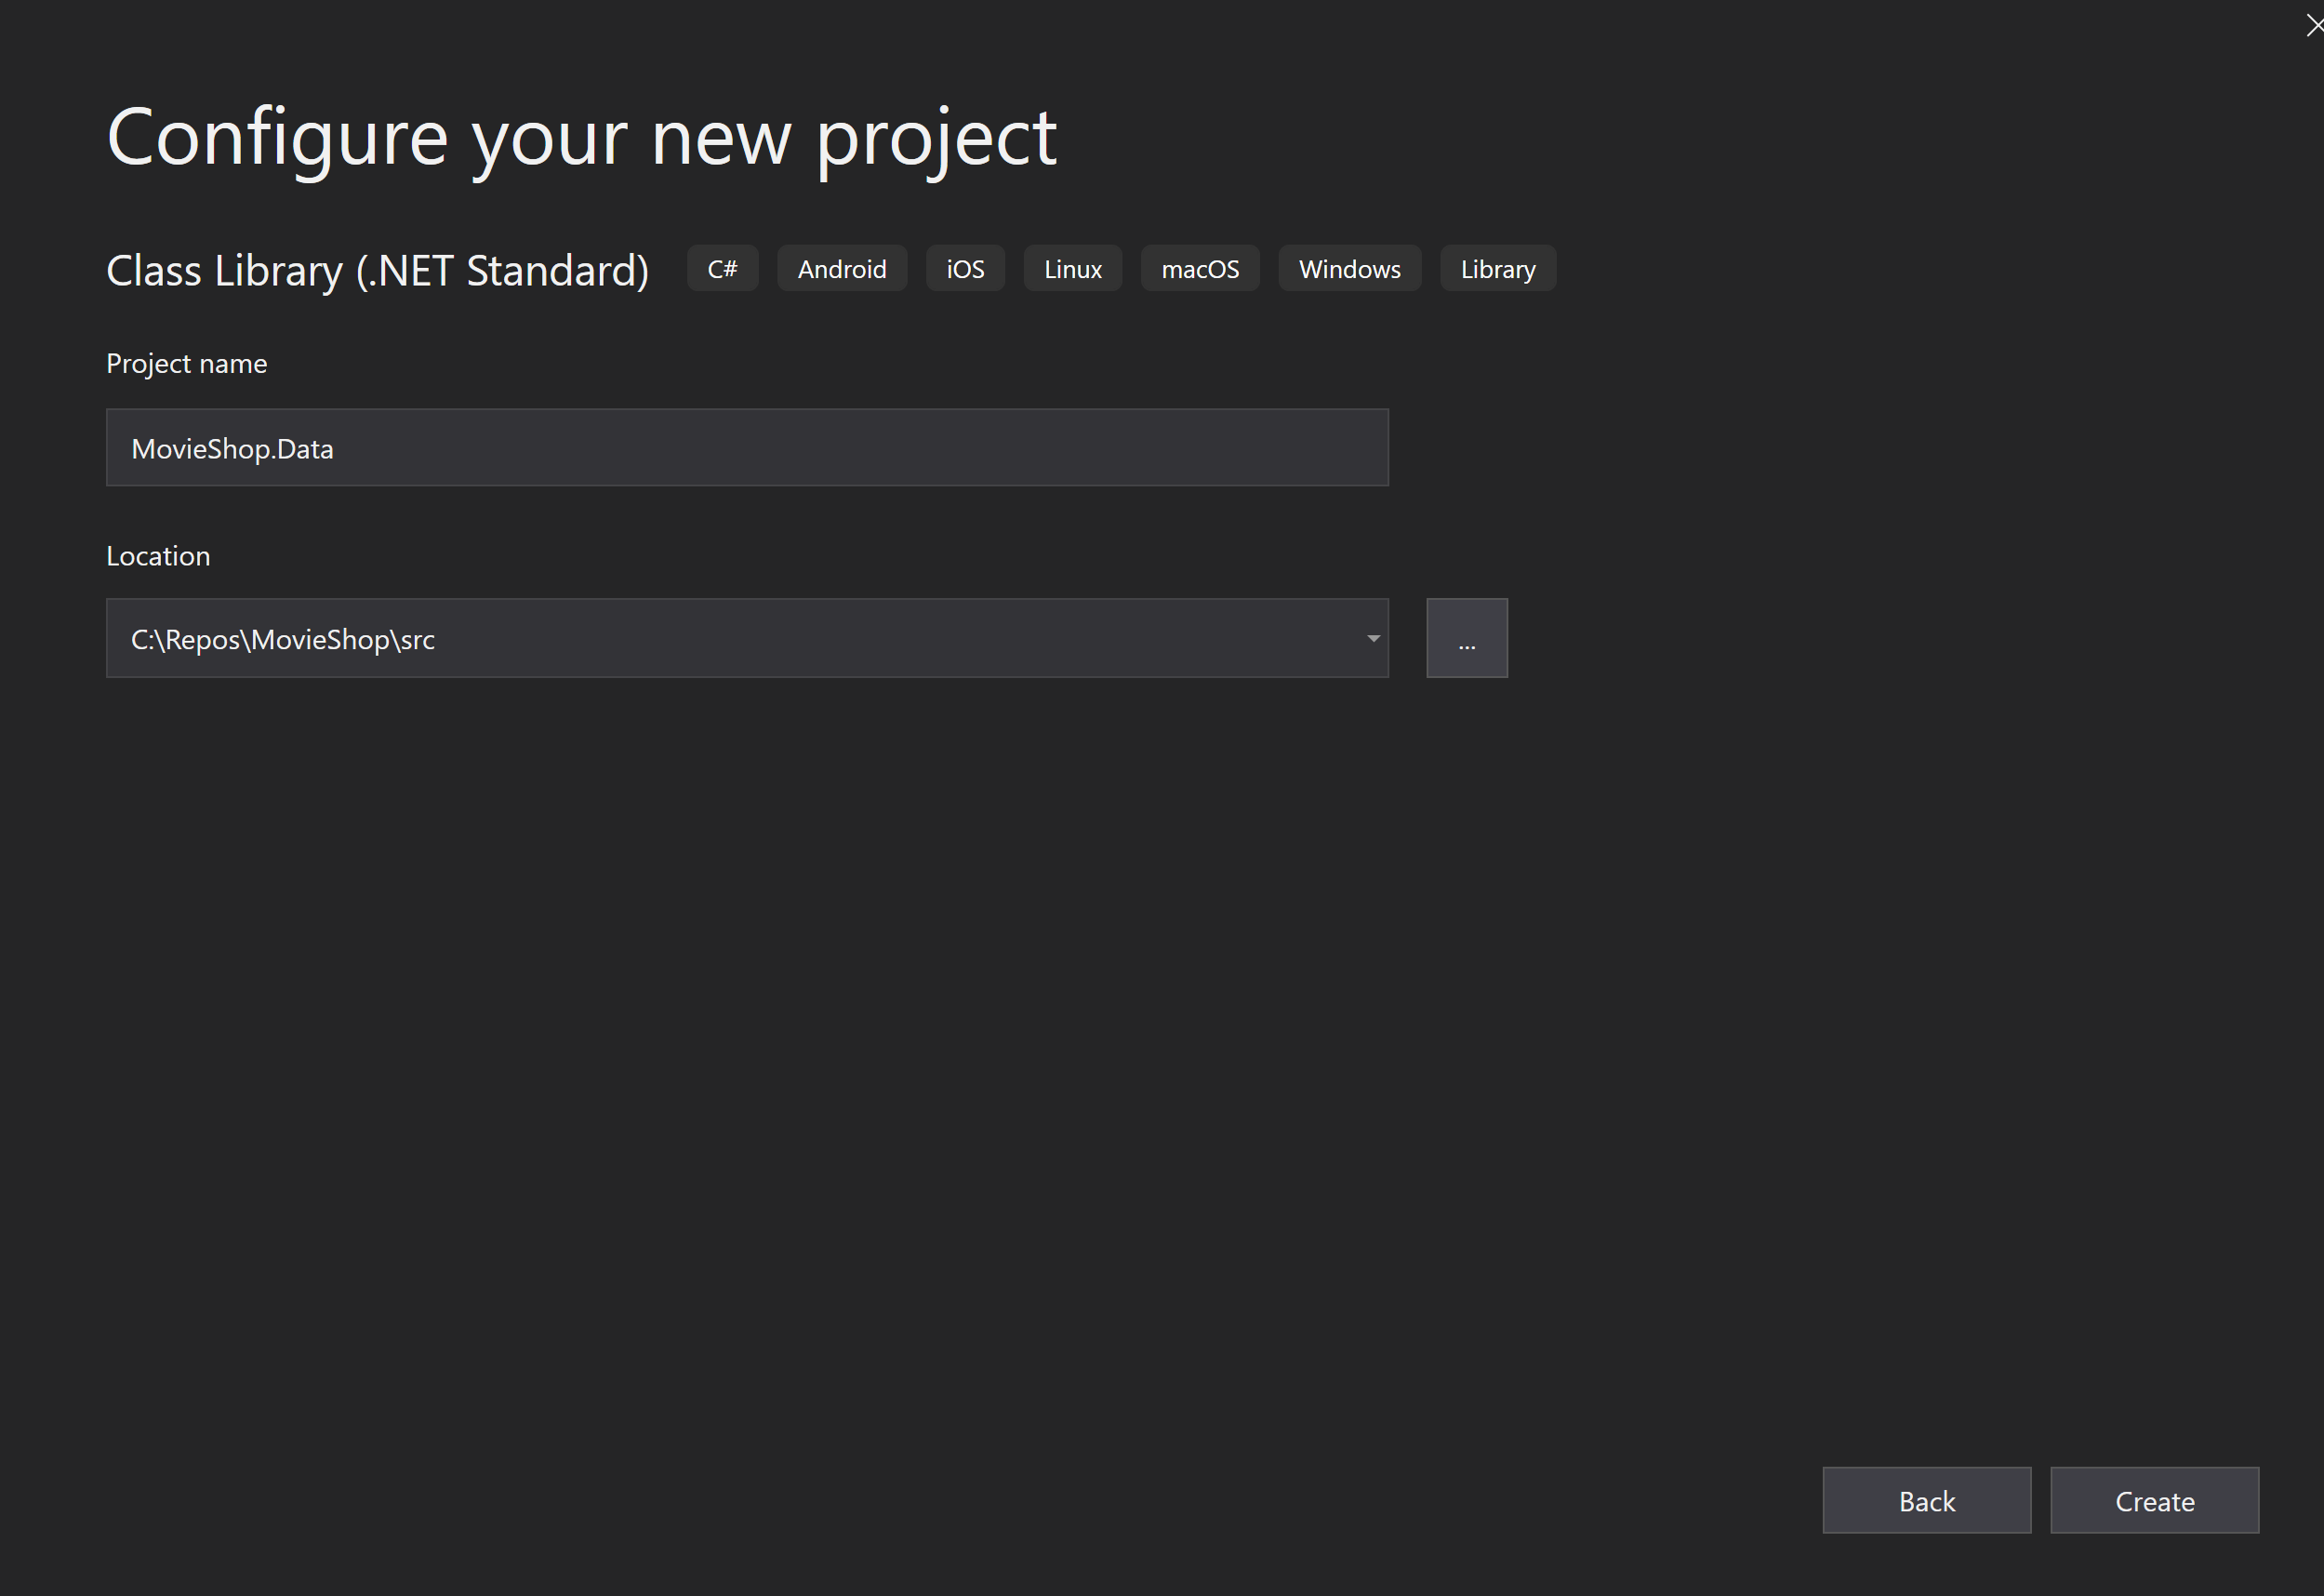 Configure your new project
Class Library (.NET Standard) C# Android iOS Linux macOS Windows Library
Project name
MovieShop.Data
Location
C:\Repos\MovieShop\src
...
Back Create